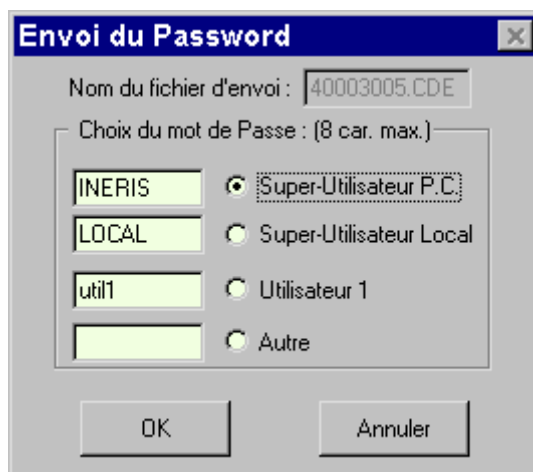 Envoi du Password
Nom du fichier d'envoi : 40003005.CDE
Choix du mot de Passe : (8 car. max.)
INERIS Super-Utilisateur P.C.
LOCAL Super-Utilisateur Local
util1 Utilisateur 1
Autre
OK Annuler